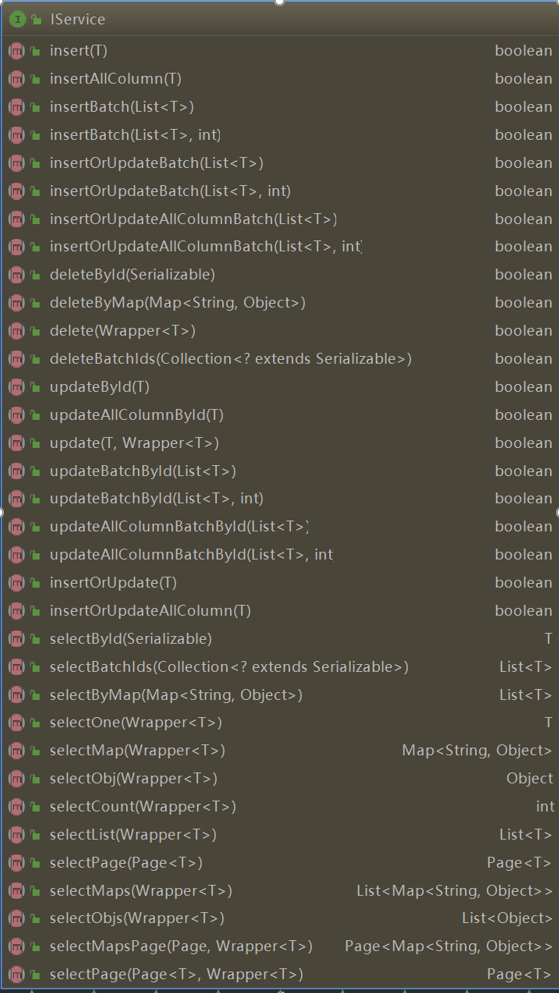 IService
insert(T) boolean
insertAllColumn(T) boolean
insertBatch(List<T>) boolean
insertBatch(List<T>, int) boolean
insertOrUpdateBatch(List<T>) boolean
insertOrUpdateBatch(List<T>, int) boolean
insertOrUpdateAllColumnBatch(List<T>) boolean
insertOrUpdateAllColumnBatch(List<T>, int) boolean
deleteById(Serializable) boolean
deleteByMap(Map<String, Object>) boolean
delete(Wrapper<T>) boolean
deleteBatchIds(Collection<? extends Serializable>) boolean
updateById(T) boolean
updateAllColumnById(T) boolean
update(T, Wrapper<T>) boolean
updateBatchById(List<T>) boolean
updateBatchById(List<T>, int) boolean
updateAllColumnBatchById(List<T>) boolean
updateAllColumnBatchById(List<T>, int boolean
insertOrUpdate(T) boolean
insertOrUpdateAllColumn(T) boolean
selectById(Serializable) T
selectBatchIds(Collection<? extends Serializable>) List<T>
selectByMap(Map<String, Object>) List<T>
selectOne(Wrapper<T>) T
selectMap(Wrapper<T>) Map<String, Object>
selectObj(Wrapper<T>) Object
selectCount(Wrapper<T>) int
selectList(Wrapper<T>) List<T>
selectPage(Page<T>) Page<T>
selectMaps(Wrapper<T>) List<Map<String, Object>>
selectObjs(Wrapper<T>) List<Object>
selectMapsPage(Page, Wrapper<T>) Page<Map<String, Object>>
selectPage(Page<T>, Wrapper<T>) Page<T>